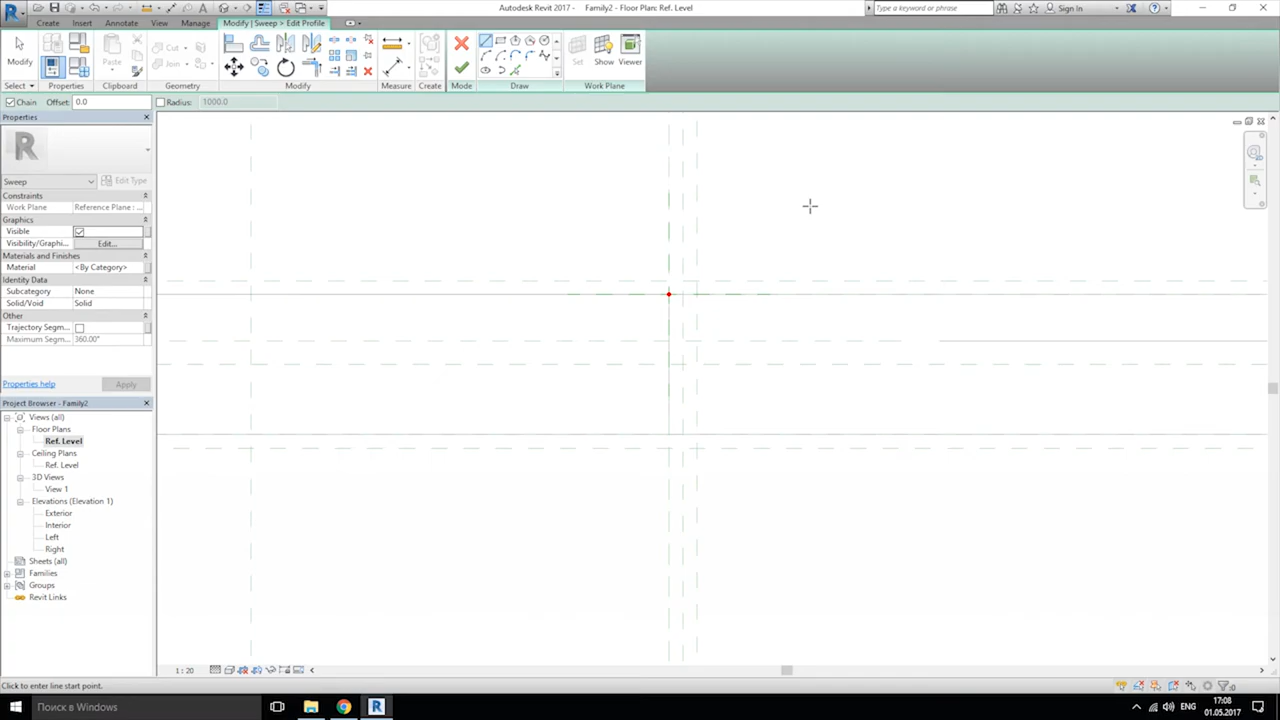 Autodesk Revit 2017 - Family2 - Floor Plan: Ref. Level
Type a keyword or phrase
Sign In
Create Insert Annotate View Manage Modify | Sweep > Edit Profile
Modify
Paste
Cut
Join
Set Show Viewer
Select Properties Clipboard Geometry Modify Measure Create Mode Draw Work Plane
Chain Offset: 0.0 Radius: 1000.0
Properties
Sweep Edit Type
Constraints
Work Plane Reference Plane : ...
Graphics
Visible
Visibility/Graphi... Edit...
Materials and Finishes
Material <By Category>
Identity Data
Subcategory None
Solid/Void Solid
Other
Trajectory Segm...
Maximum Segm... 360.00°
Properties help Apply
Project Browser - Family2
Views (all)
Floor Plans
Ref. Level
Ceiling Plans
Ref. Level
3D Views
View 1
Elevations (Elevation 1)
Exterior
Interior
Left
Right
Sheets (all)
Families
Groups
Revit Links
1 : 20
Click to enter line start point.
:0
Поиск в Windows
ENG
17:08
01.05.2017